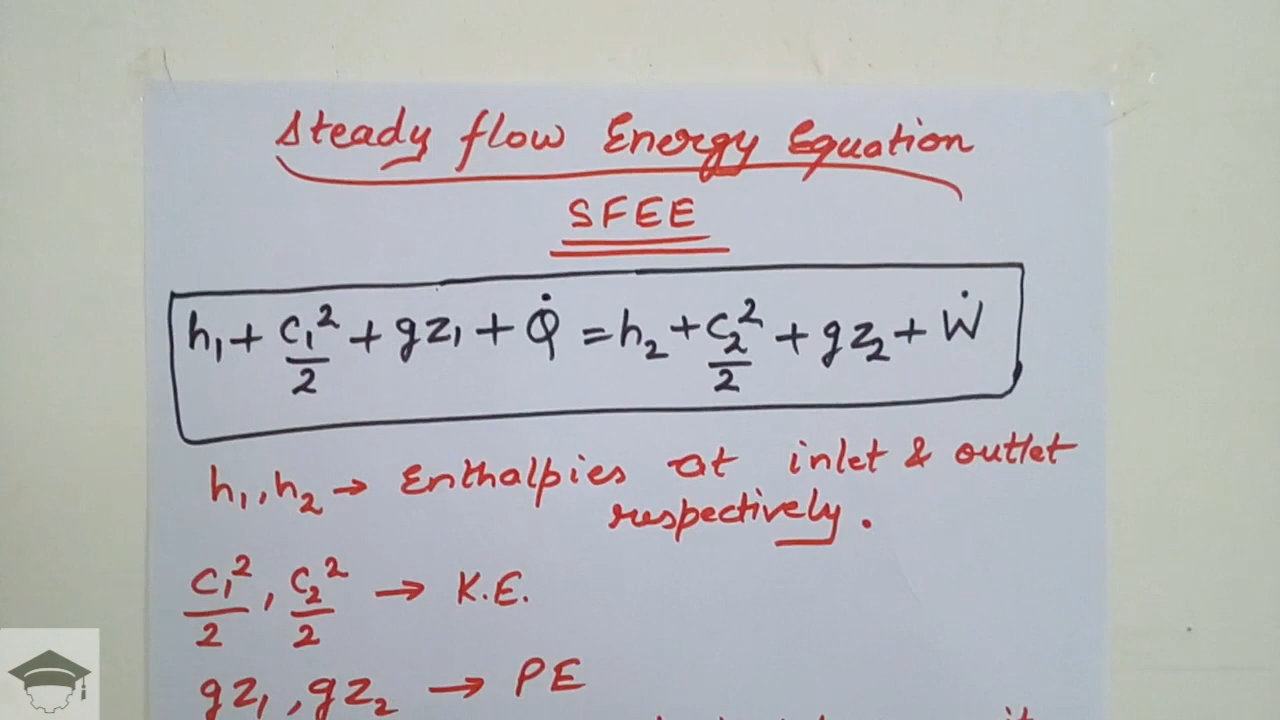 Steady flow Energy Equation
SFEE
h₁ + C₁²/2 + gz₁ + Q̇ = h₂ + C₂²/2 + gz₂ + Ẇ
h₁, h₂ → Enthalpies at inlet & outlet
respectively.
C₁²/2, C₂²/2 → K.E.
gz₁, gz₂ → PE